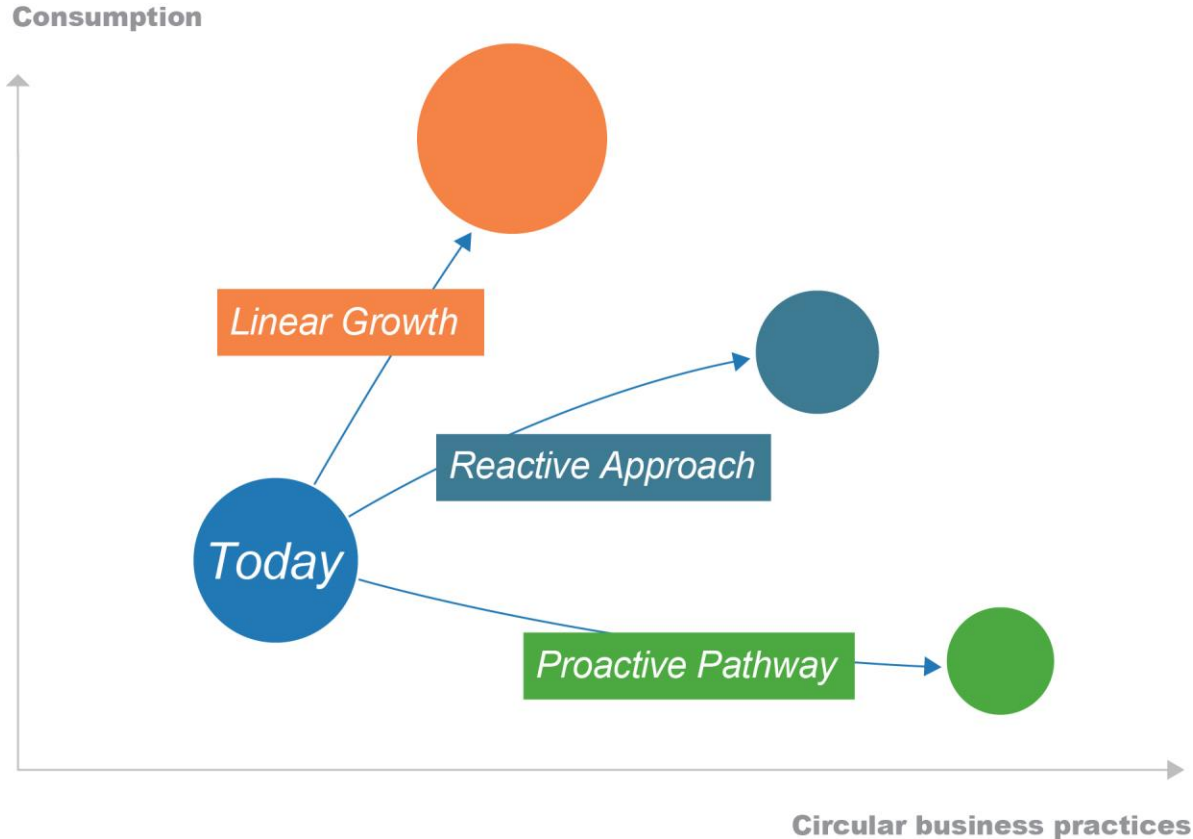 Consumption
Linear Growth
Reactive Approach
Today
Proactive Pathway
Circular business practices